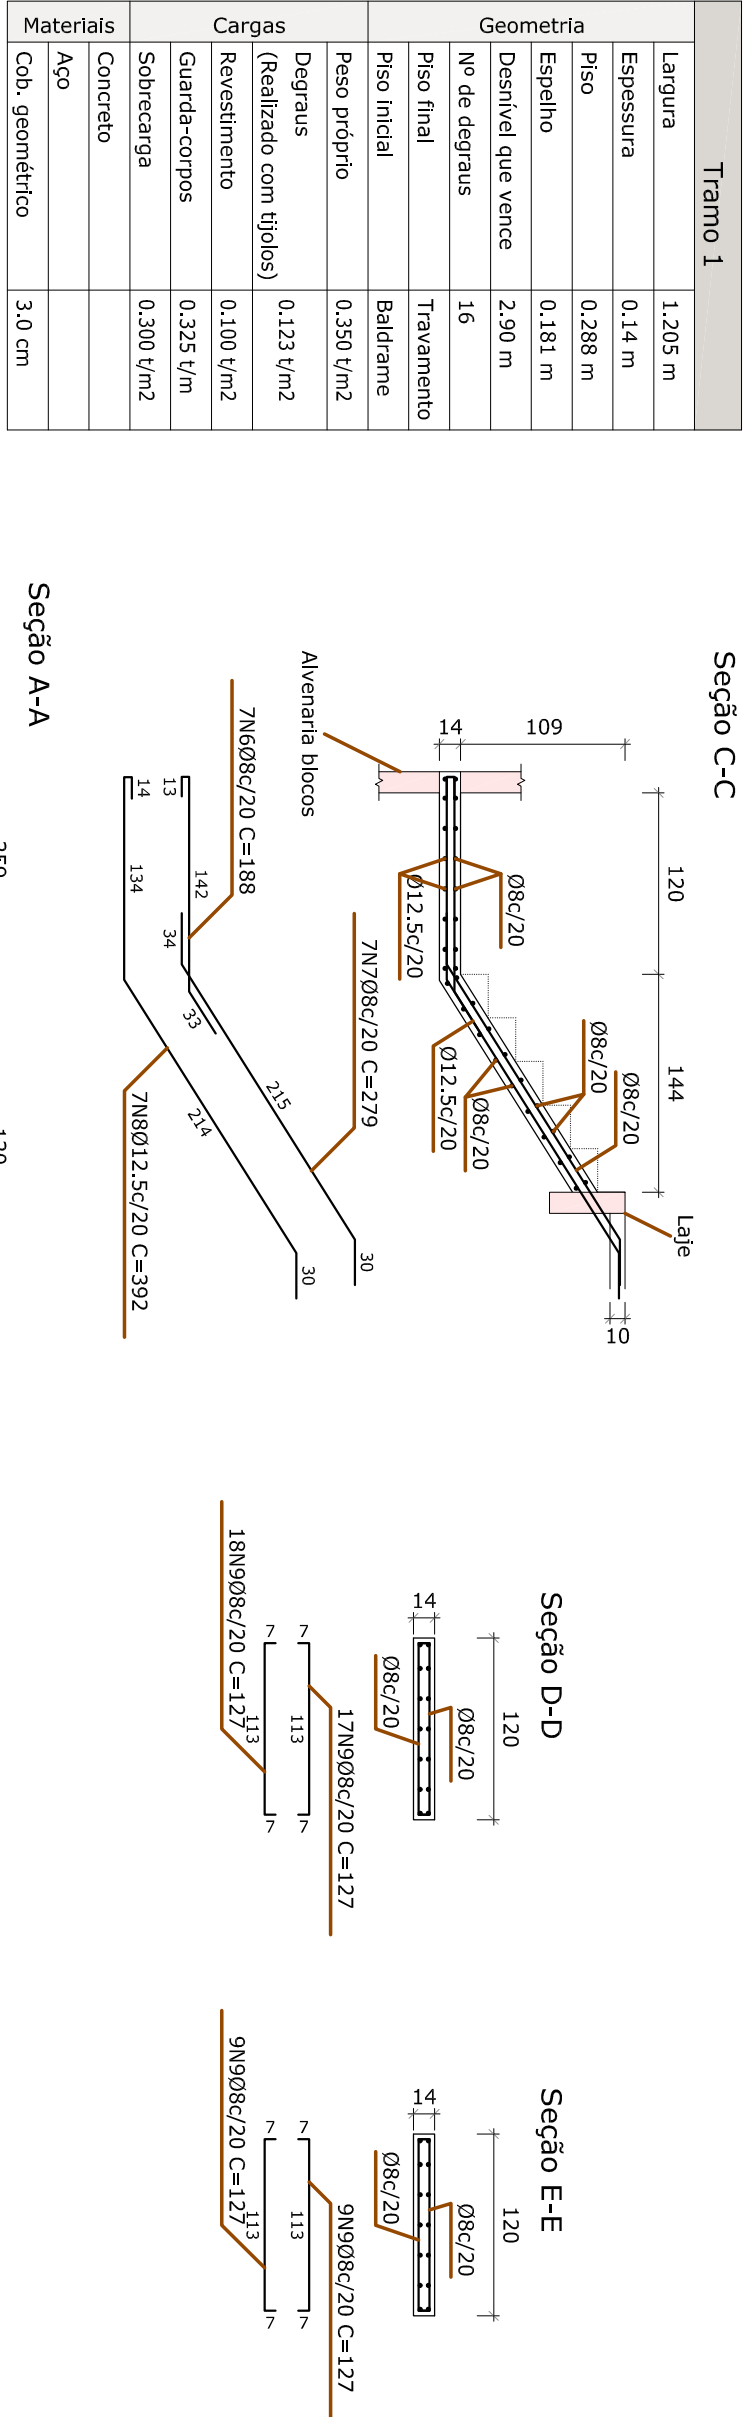 Tramo 1
Geometria
Largura 1.205 m
Espessura 0.14 m
Piso 0.288 m
Espelho 0.181 m
Desnível que vence 2.90 m
Nº de degraus 16
Piso final Travamento
Piso inicial Baldrame
Cargas
Peso próprio 0.350 t/m2
Degraus
(Realizado com tijolos) 0.123 t/m2
Revestimento 0.100 t/m2
Guarda-corpos 0.325 t/m
Sobrecarga 0.300 t/m2
Materiais
Concreto
Aço
Cob. geométrico 3.0 cm
Seção C-C
120
144
Laje
109
14
10
Ø8c/20
Ø8c/20
Ø8c/20
Ø12.5c/20
Ø12.5c/20
Ø8c/20
Alvenaria blocos
7N7Ø8c/20 C=279
30
215
7N6Ø8c/20 C=188
13
142
34
33
14
134
214
30
7N8Ø12.5c/20 C=392
Seção A-A
Seção D-D
120
14
Ø8c/20
Ø8c/20
17N9Ø8c/20 C=127
7
113
7
7
113
7
18N9Ø8c/20 C=127
Seção E-E
120
14
Ø8c/20
Ø8c/20
9N9Ø8c/20 C=127
7
113
7
7
113
7
9N9Ø8c/20 C=127